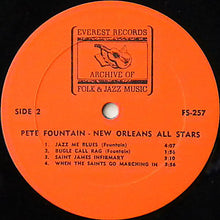 EVEREST RECORDS
ARCHIVE OF
FOLK & JAZZ MUSIC
SIDE 2
FS-257
PETE FOUNTAIN - NEW ORLEANS ALL STARS
1. JAZZ ME BLUES (Fountain) 4:07
2. BUGLE CALL RAG (Fountain) 1:36
3. SAINT JAMES INFIRMARY 3:10
4. WHEN THE SAINTS GO MARCHING IN 3:56